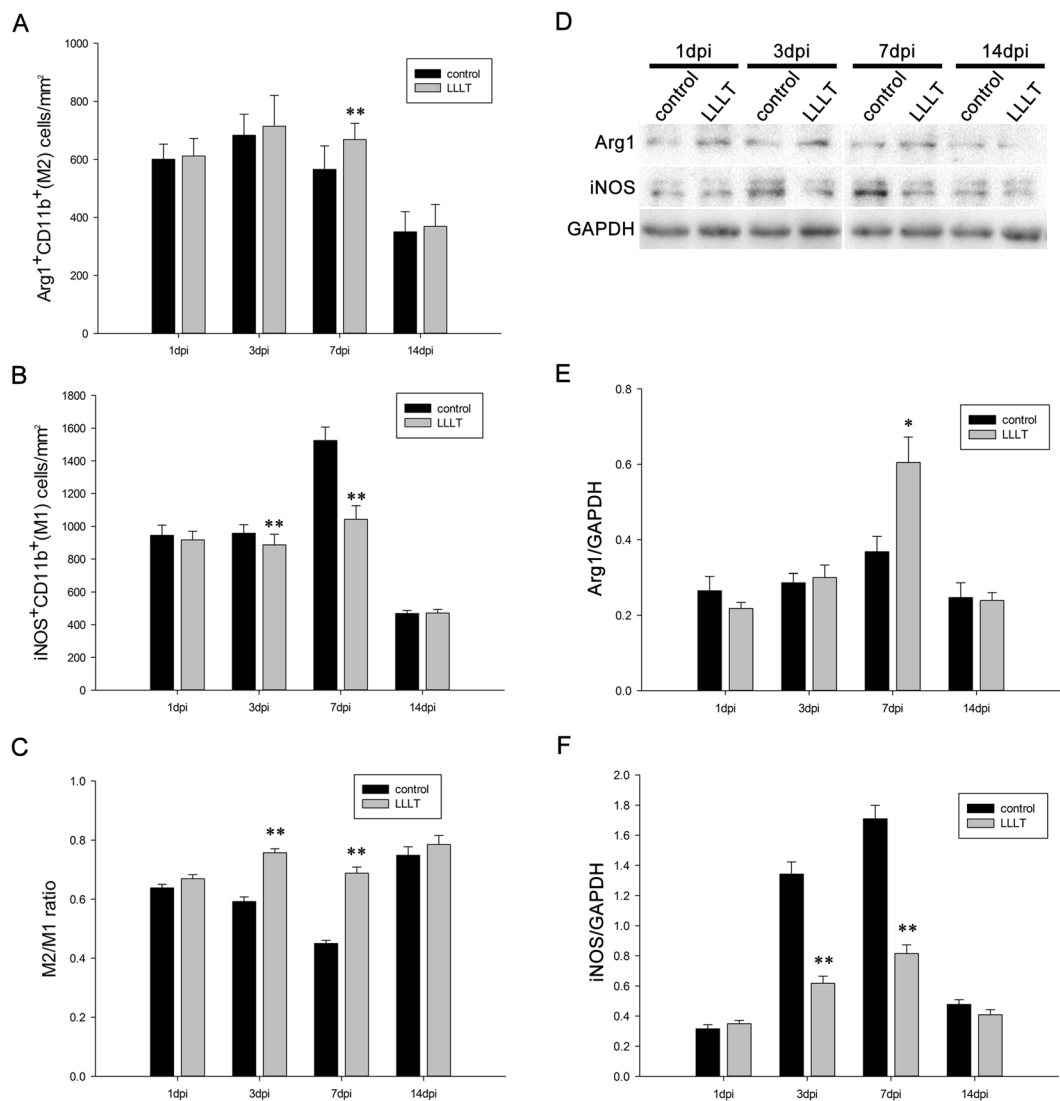 A
Arg1+CD11b+(M2) cells/mm²
1000
800
600
400
200
0
control
LLLT
**
1dpi 3dpi 7dpi 14dpi
B
iNOS+CD11b+(M1) cells/mm²
1800
1600
1400
1200
1000
800
600
400
200
0
control
LLLT
** **
1dpi 3dpi 7dpi 14dpi
C
M2/M1 ratio
1.0
0.8
0.6
0.4
0.2
0.0
control
LLLT
** **
1dpi 3dpi 7dpi 14dpi
D
1dpi 3dpi 7dpi 14dpi
control LLLT control LLLT control LLLT control LLLT
Arg1
iNOS
GAPDH
E
Arg1/GAPDH
0.8
0.6
0.4
0.2
0.0
control
LLLT
*
1dpi 3dpi 7dpi 14dpi
F
iNOS/GAPDH
2.0
1.8
1.6
1.4
1.2
1.0
0.8
0.6
0.4
0.2
0.0
control
LLLT
** **
1dpi 3dpi 7dpi 14dpi